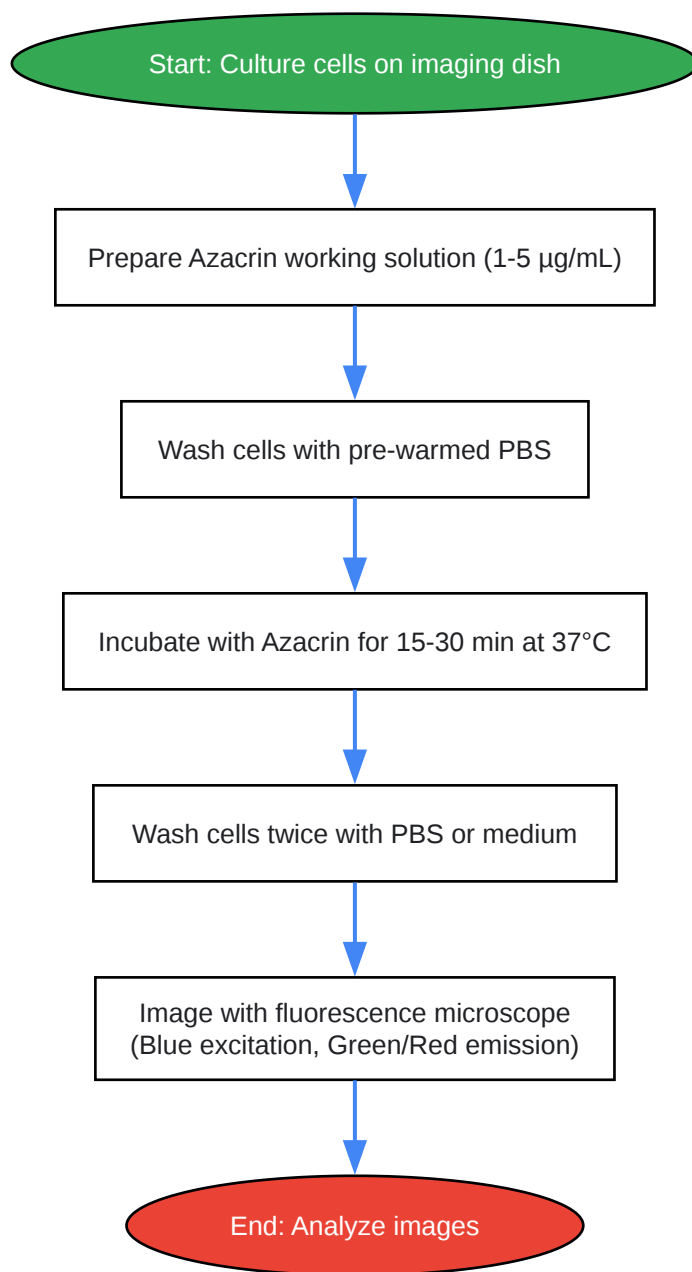 Start: Culture cells on imaging dish
Prepare Azacrin working solution (1-5 µg/mL)
Wash cells with pre-warmed PBS
Incubate with Azacrin for 15-30 min at 37°C
Wash cells twice with PBS or medium
Image with fluorescence microscope
(Blue excitation, Green/Red emission)
End: Analyze images